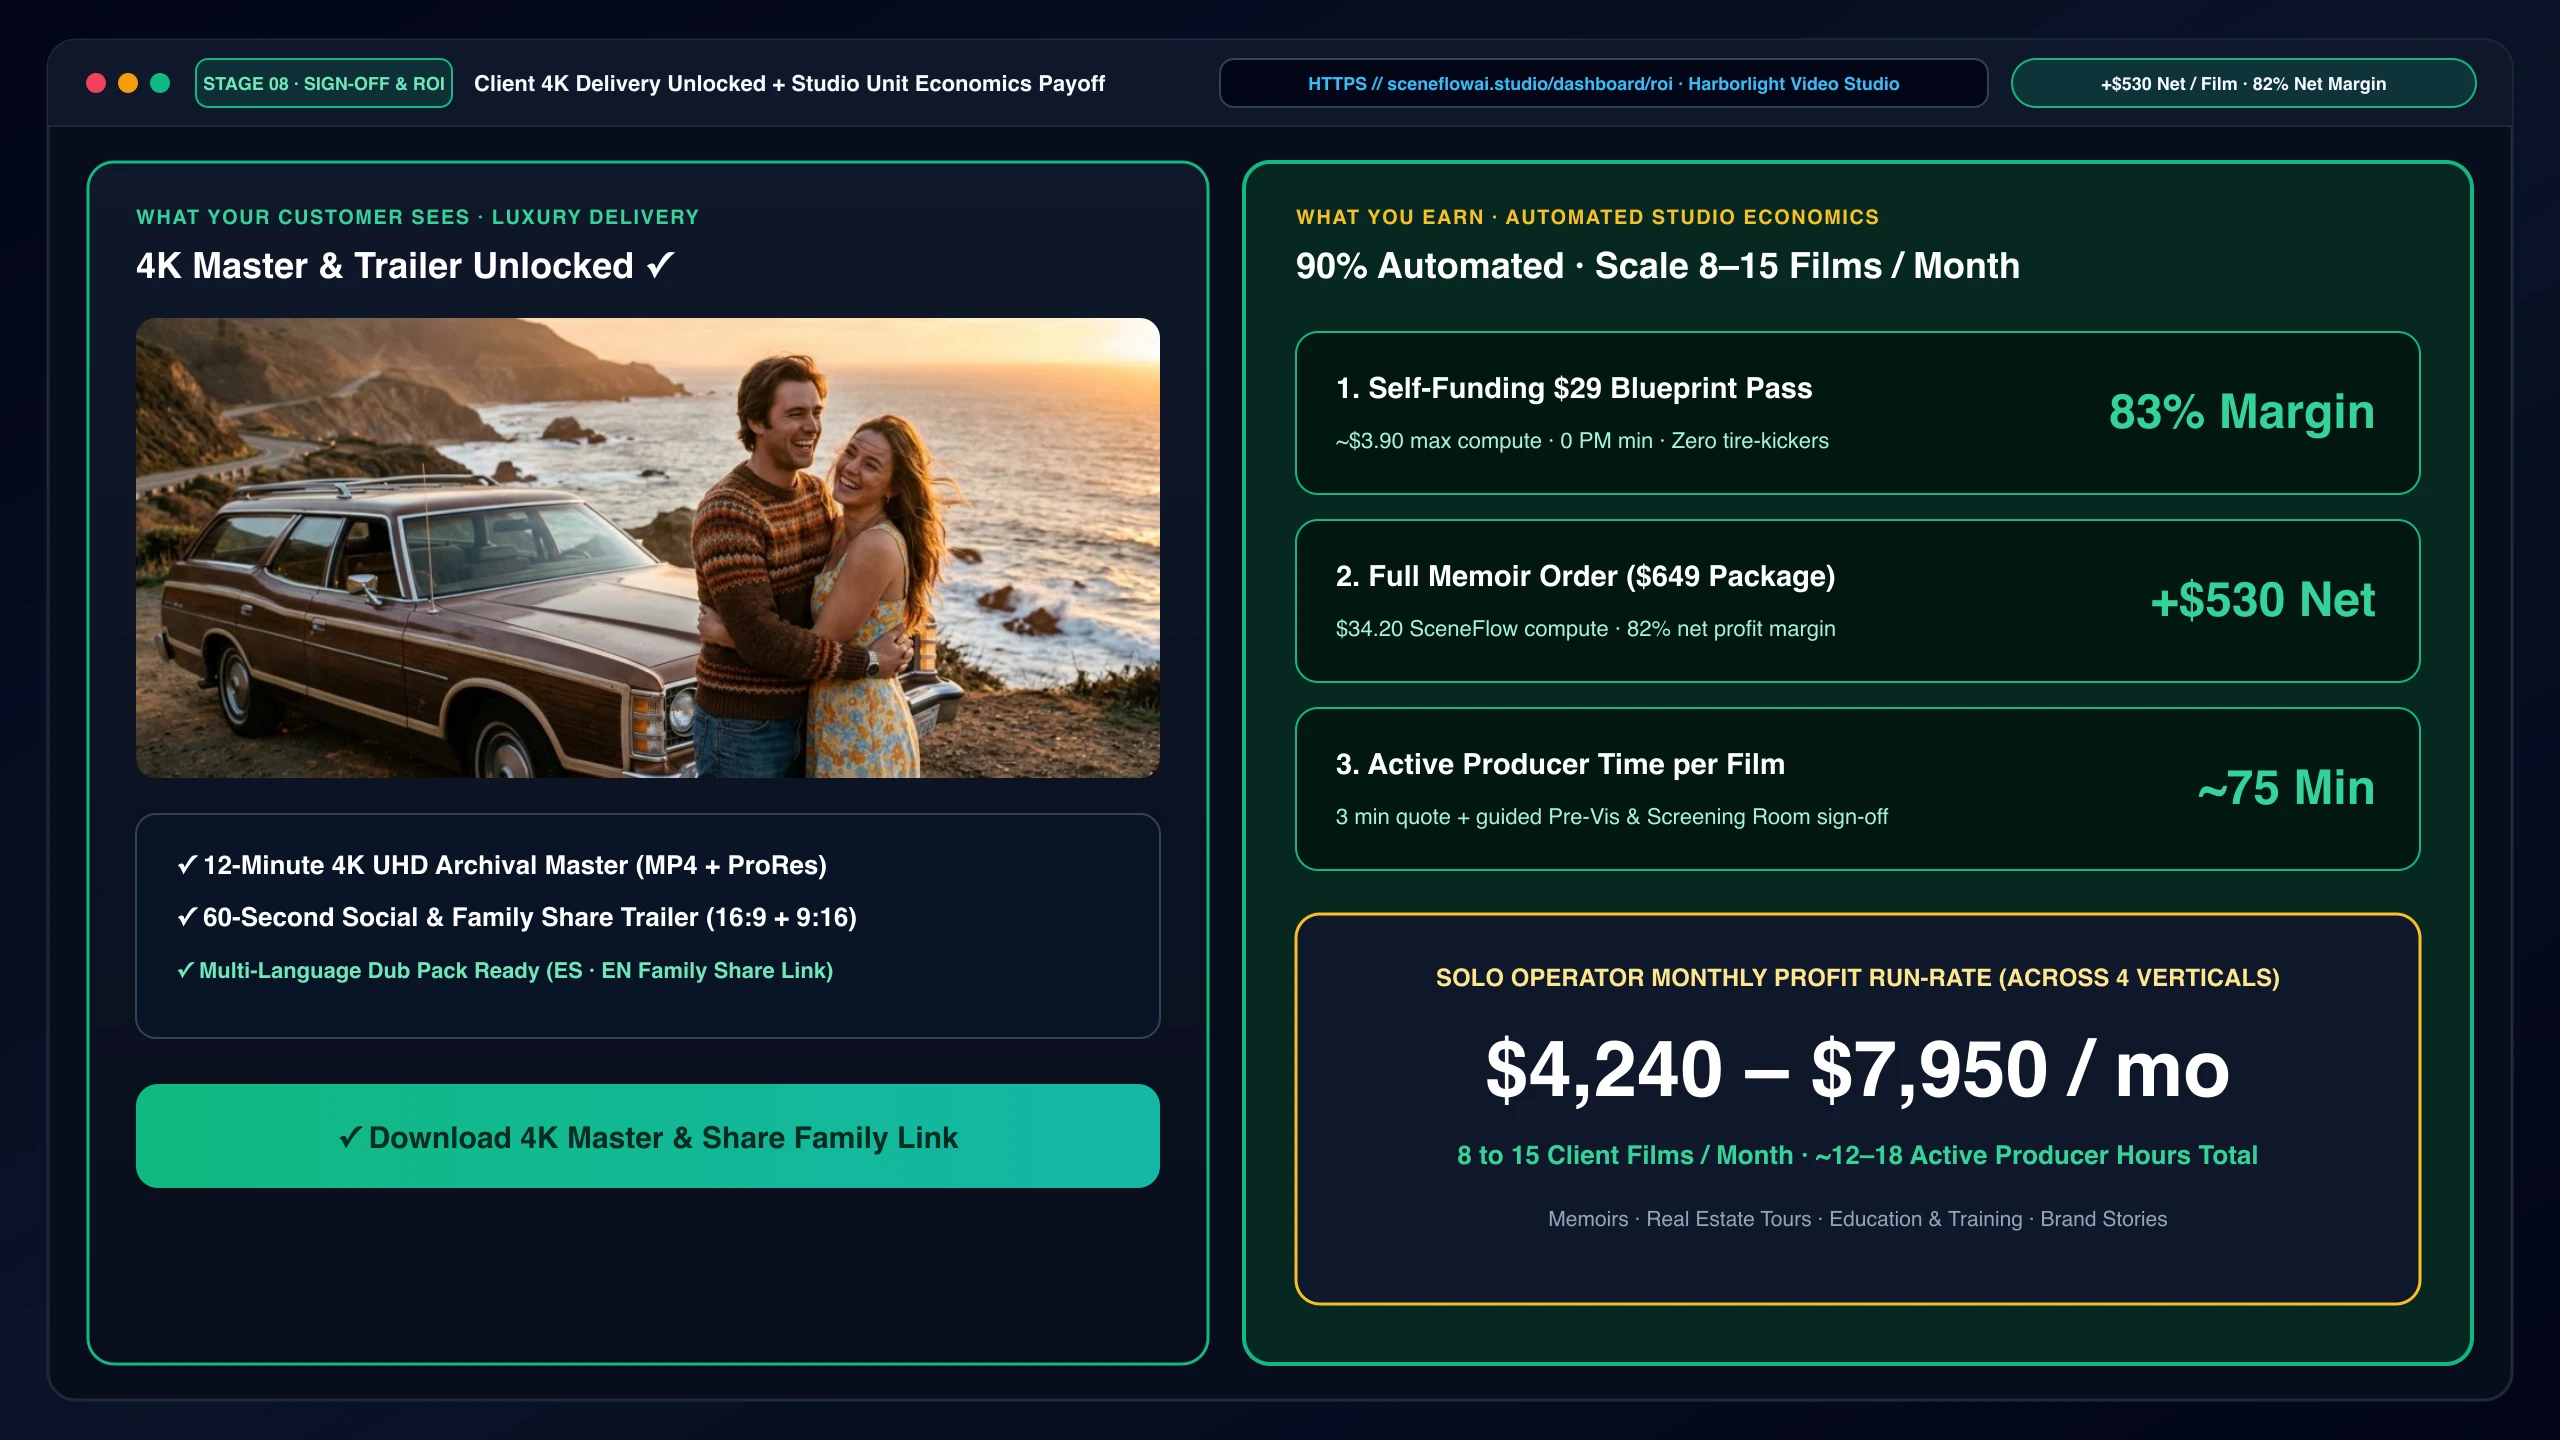 STAGE 08 · SIGN-OFF & ROI
Client 4K Delivery Unlocked + Studio Unit Economics Payoff
HTTPS // sceneflowai.studio/dashboard/roi · Harborlight Video Studio
+$530 Net / Film · 82% Net Margin
WHAT YOUR CUSTOMER SEES · LUXURY DELIVERY
4K Master & Trailer Unlocked ✓
✓ 12-Minute 4K UHD Archival Master (MP4 + ProRes)
✓ 60-Second Social & Family Share Trailer (16:9 + 9:16)
✓ Multi-Language Dub Pack Ready (ES · EN Family Share Link)
✓ Download 4K Master & Share Family Link
WHAT YOU EARN · AUTOMATED STUDIO ECONOMICS
90% Automated · Scale 8–15 Films / Month
1. Self-Funding $29 Blueprint Pass
~$3.90 max compute · 0 PM min · Zero tire-kickers
83% Margin
2. Full Memoir Order ($649 Package)
$34.20 SceneFlow compute · 82% net profit margin
+$530 Net
3. Active Producer Time per Film
3 min quote + guided Pre-Vis & Screening Room sign-off
~75 Min
SOLO OPERATOR MONTHLY PROFIT RUN-RATE (ACROSS 4 VERTICALS)
$4,240 – $7,950 / mo
8 to 15 Client Films / Month · ~12–18 Active Producer Hours Total
Memoirs · Real Estate Tours · Education & Training · Brand Stories